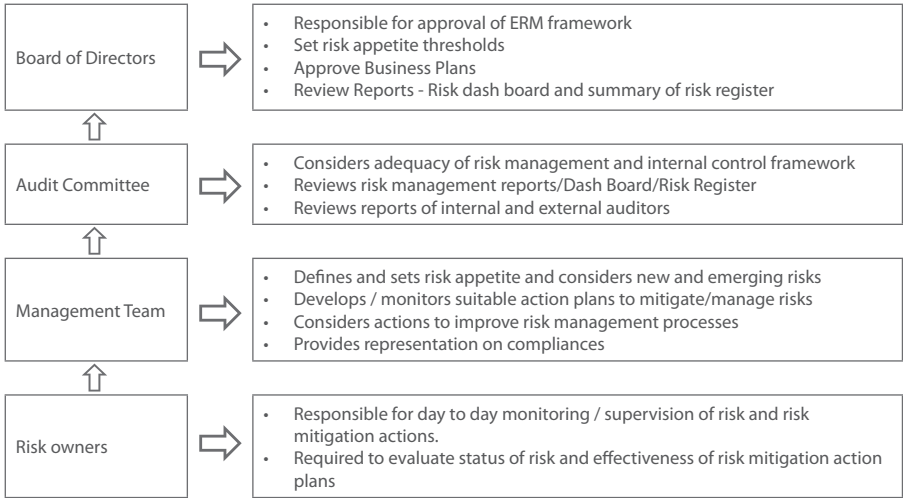 Board of Directors
• Responsible for approval of ERM framework
• Set risk appetite thresholds
• Approve Business Plans
• Review Reports - Risk dash board and summary of risk register
Audit Committee
• Considers adequacy of risk management and internal control framework
• Reviews risk management reports/Dash Board/Risk Register
• Reviews reports of internal and external auditors
Management Team
• Defines and sets risk appetite and considers new and emerging risks
• Develops / monitors suitable action plans to mitigate/manage risks
• Considers actions to improve risk management processes
• Provides representation on compliances
Risk owners
• Responsible for day to day monitoring / supervision of risk and risk
mitigation actions.
• Required to evaluate status of risk and effectiveness of risk mitigation action
plans